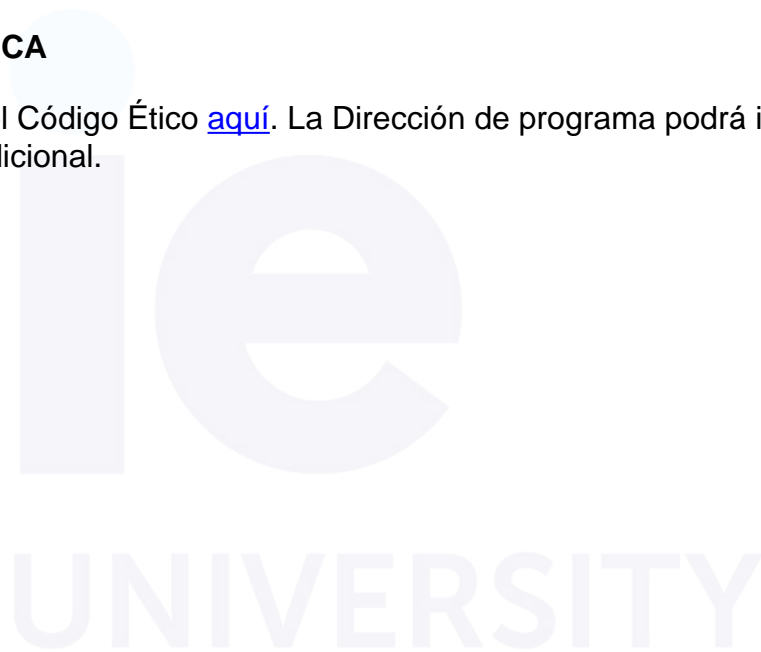 CA
l Código Ético aquí. La Dirección de programa podrá i
licional.
ie
UNIVERSITY